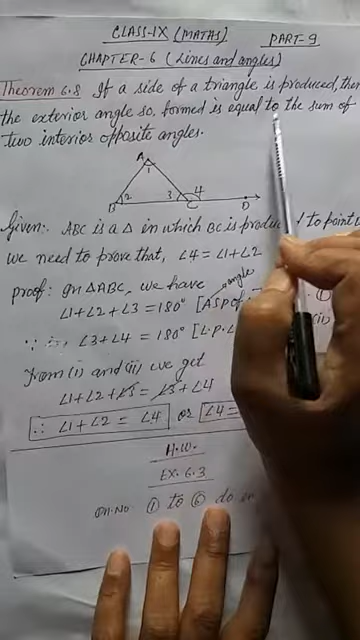 CLASS-IX (MATHS) PART-9
CHAPTER-6 (Lines and angles)
Theorem 6.8 If a side of a triangle is produced, then
the exterior angle so, formed is equal to the sum of
two interior opposite angles.
A
1
2 3 4
B C D
Given: ABC is a Δ in which BC is produced to point
we need to prove that, ∠4 = ∠1+∠2
angle
Proof: In ΔABC, we have
∠1+∠2+∠3 = 180° [ASP of
∠3+∠4 = 180° [L.P. (ii)
From (i) and (ii) we get
∠1+∠2+∠3 = ∠3+∠4
∴ ∠1+∠2 = ∠4 or ∠4 =
H.W.
EX. 6.3
Qn. No. ① to ⑥ do in